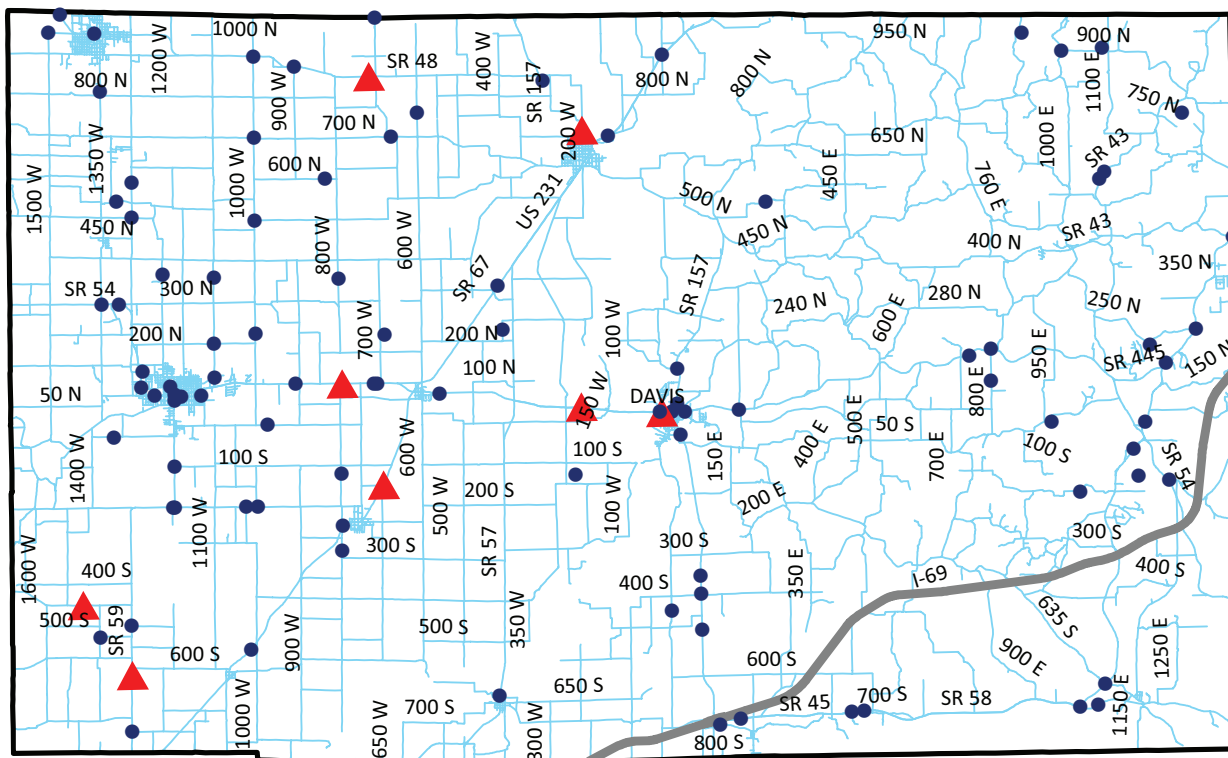 1000 N
950 N
900 N
1200 W
SR 48
400 W
SR 157
800 N
800 N
800 N
900 W
1100 E
750 N
700 N
200 W
650 N
1000 E
1350 W
600 N
450 E
SR 43
1500 W
1000 W
500 N
760 E
US 231
450 N
450 N
800 W
600 W
400 N
SR 43
SR 67
SR 157
350 N
SR 54
300 N
240 N
280 N
250 N
600 E
200 N
700 W
200 N
100 W
950 E
SR 445
150 N
100 N
800 E
50 N
150 W
DAVIS
500 E
50 S
400 E
600 W
150 E
700 E
100 S
100 S
100 S
SR 54
1400 W
200 S
500 W
100 W
200 E
1100 W
300 S
SR 57
300 S
300 S
1600 W
400 S
400 S
350 E
I-69
400 S
500 S
SR 59
500 S
350 W
635 S
600 S
900 W
600 S
900 E
1250 E
650 S
700 S
SR 45
700 S
SR 58
1150 E
1000 W
650 W
300 W
800 S